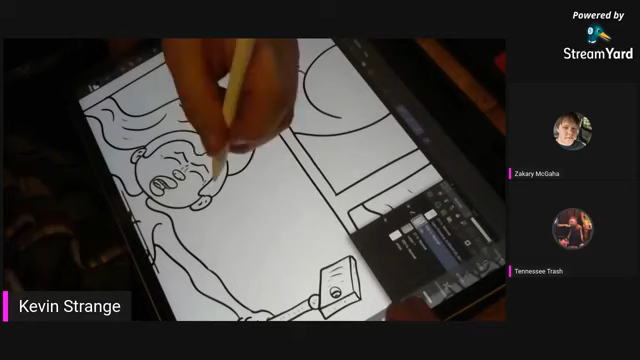 Powered by
StreamYard
Zakary McGaha
Tennessee Trash
Kevin Strange